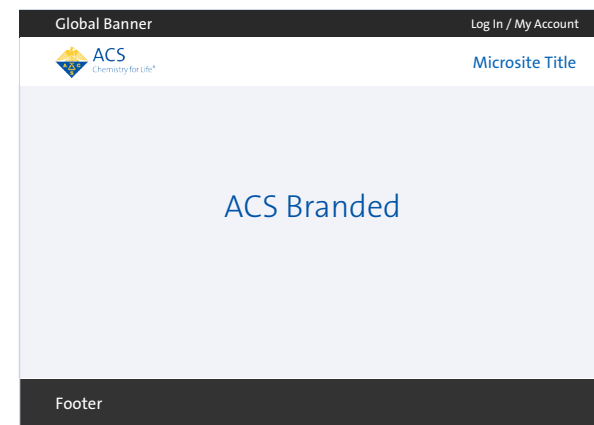 Global Banner
Log In / My Account
ACS
Chemistry for Life®
Microsite Title
ACS Branded
Footer